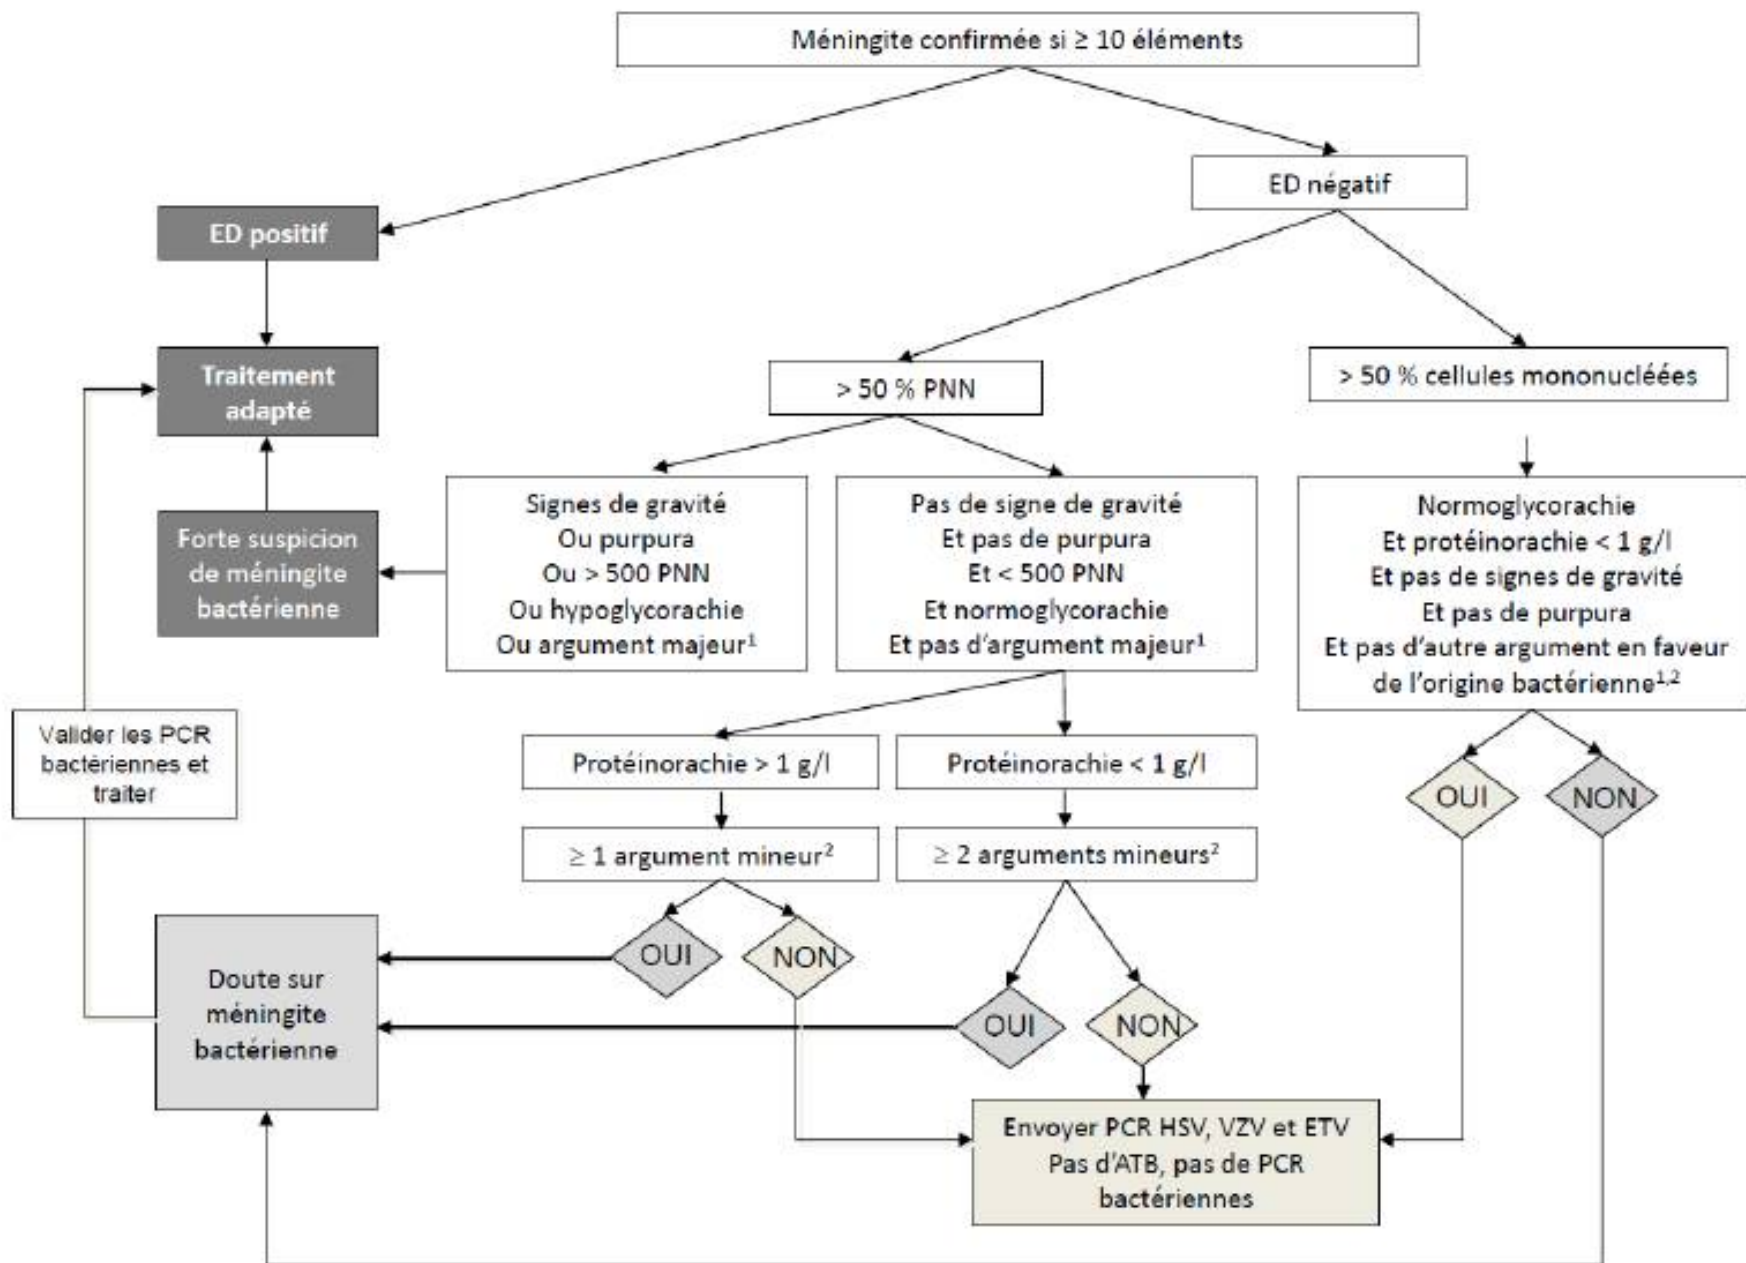 Méningite confirmée si ≥ 10 éléments
ED négatif
ED positif
Traitement
adapté
> 50 % PNN
> 50 % cellules mononucléées
Forte suspicion
de méningite
bactérienne
Signes de gravité
Ou purpura
Ou > 500 PNN
Ou hypoglycorachie
Ou argument majeur¹
Pas de signe de gravité
Et pas de purpura
Et < 500 PNN
Et normoglycorachie
Et pas d'argument majeur¹
Normoglycorachie
Et protéinorachie < 1 g/l
Et pas de signes de gravité
Et pas de purpura
Et pas d'autre argument en faveur
de l'origine bactérienne¹,²
Valider les PCR
bactériennes et
traiter
Protéinorachie > 1 g/l
Protéinorachie < 1 g/l
OUI
NON
≥ 1 argument mineur²
≥ 2 arguments mineurs²
OUI
NON
Doute sur
méningite
bactérienne
OUI
NON
Envoyer PCR HSV, VZV et ETV
Pas d'ATB, pas de PCR
bactériennes